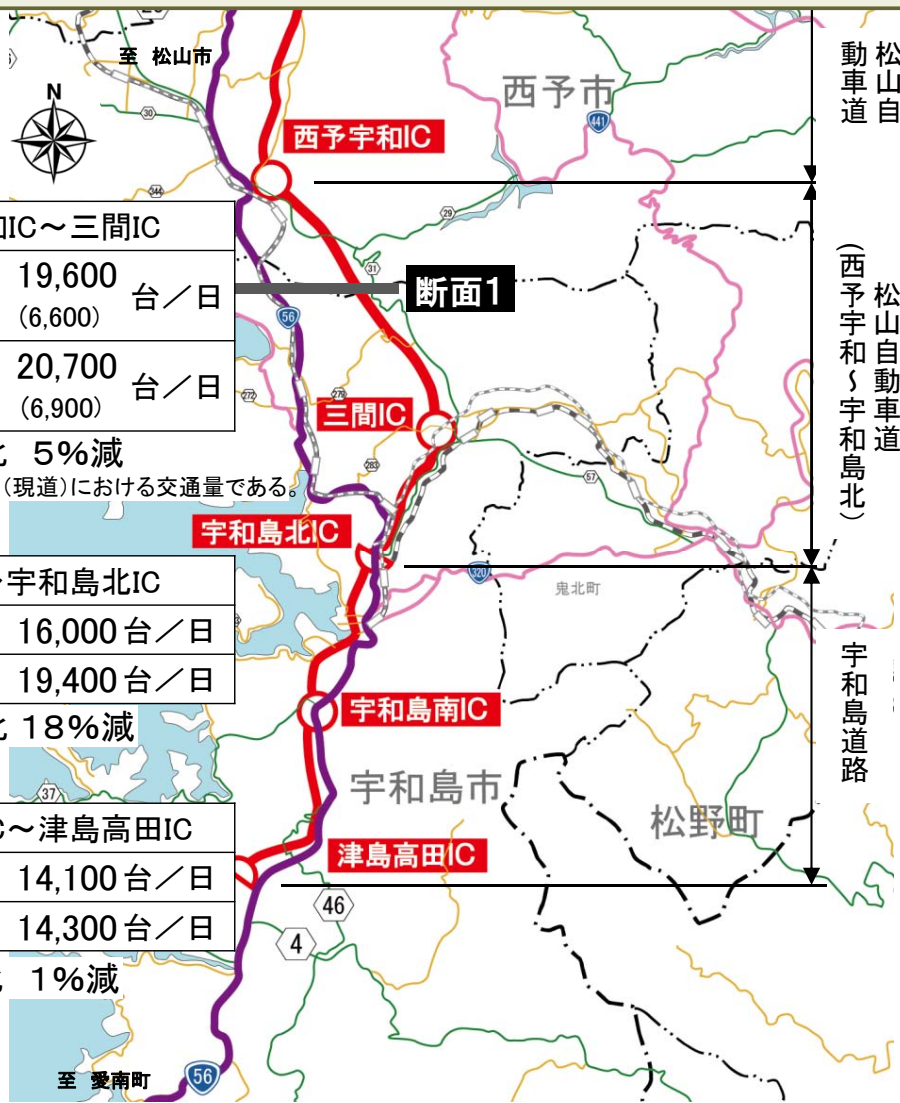 至 松山市
N
30
344
西予宇和IC
西予市
441
29
31
松山自
動車道
IC～三間IC
19,600
(6,600)
台／日
20,700
(6,900)
台／日
5%減
(現道)における交通量である。
断面1
56
272
279
283
三間IC
57
松山自動車道
(西予宇和～宇和島北)
宇和島北IC
320
鬼北町
宇和島北IC
16,000台／日
19,400台／日
18%減
宇和島南IC
宇和島市
松野町
宇和島道路
37
～津島高田IC
14,100台／日
14,300台／日
1%減
津島高田IC
46
4
至 愛南町
56